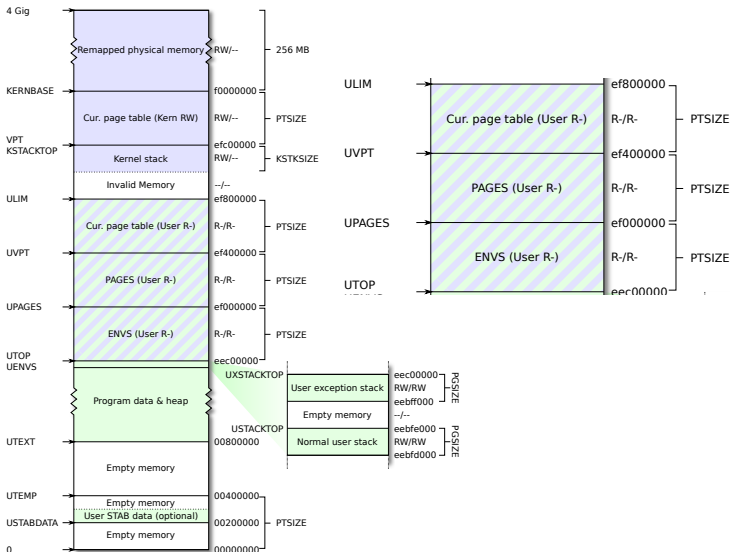 4 Gig
Remapped physical memory RW/-- 256 MB
KERNBASE f0000000
Cur. page table (Kern RW) RW/-- PTSIZE
VPT efc00000
KSTACKTOP
Kernel stack RW/-- KSTKSIZE
Invalid Memory --/--
ULIM ef800000
Cur. page table (User R-) R-/R- PTSIZE
UVPT ef400000
PAGES (User R-) R-/R- PTSIZE
UPAGES ef000000
ENVS (User R-) R-/R- PTSIZE
UTOP eec00000
UENVS
Program data & heap
UTEXT 00800000
Empty memory
UTEMP 00400000
Empty memory
User STAB data (optional) PTSIZE
USTABDATA 00200000
Empty memory
0 00000000
UXSTACKTOP eec00000
User exception stack RW/RW PGSIZE
eebff000
Empty memory --/--
USTACKTOP eebfe000
Normal user stack RW/RW PGSIZE
eebfd000
ULIM ef800000
Cur. page table (User R-) R-/R- PTSIZE
UVPT ef400000
PAGES (User R-) R-/R- PTSIZE
UPAGES ef000000
ENVS (User R-) R-/R- PTSIZE
UTOP eec00000